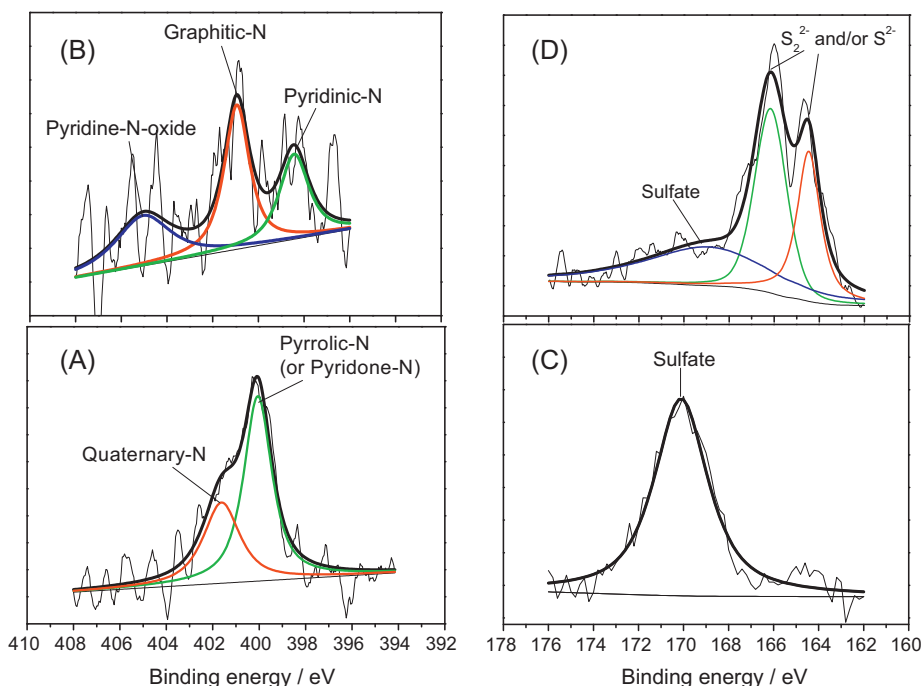 (B)
Graphitic-N
Pyridinic-N
Pyridine-N-oxide
(D)
S₂²⁻ and/or S²⁻
Sulfate
(A)
Pyrrolic-N
(or Pyridone-N)
Quaternary-N
410 408 406 404 402 400 398 396 394 392
Binding energy / eV
(C)
Sulfate
178 176 174 172 170 168 166 164 162 160
Binding energy / eV